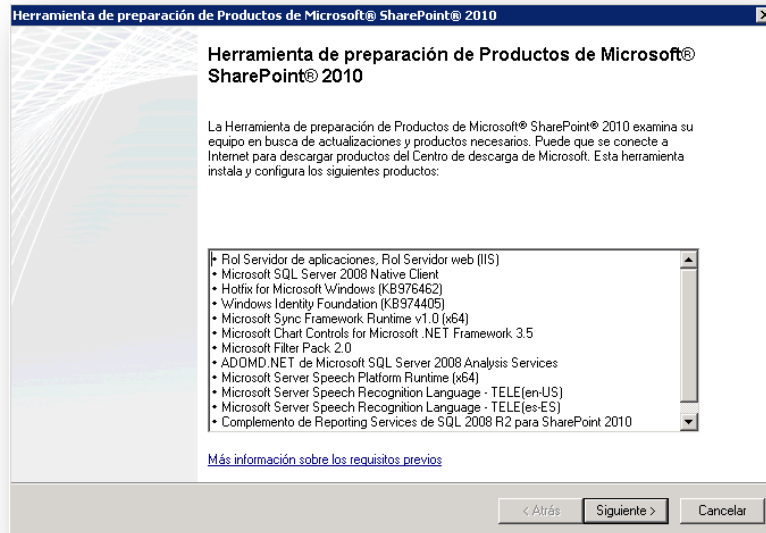 Herramienta de preparación de Productos de Microsoft® SharePoint® 2010
Herramienta de preparación de Productos de Microsoft®
SharePoint® 2010
La Herramienta de preparación de Productos de Microsoft® SharePoint® 2010 examina su
equipo en busca de actualizaciones y productos necesarios. Puede que se conecte a
Internet para descargar productos del Centro de descarga de Microsoft. Esta herramienta
instala y configura los siguientes productos:
• Rol Servidor de aplicaciones, Rol Servidor web (IIS)
• Microsoft SQL Server 2008 Native Client
• Hotfix for Microsoft Windows (KB976462)
• Windows Identity Foundation (KB974405)
• Microsoft Sync Framework Runtime v1.0 (x64)
• Microsoft Chart Controls for Microsoft .NET Framework 3.5
• Microsoft Filter Pack 2.0
• ADOMD.NET de Microsoft SQL Server 2008 Analysis Services
• Microsoft Server Speech Platform Runtime (x64)
• Microsoft Server Speech Recognition Language - TELE(en-US)
• Microsoft Server Speech Recognition Language - TELE(es-ES)
• Complemento de Reporting Services de SQL 2008 R2 para SharePoint 2010
Más información sobre los requisitos previos
< Atrás
Siguiente >
Cancelar